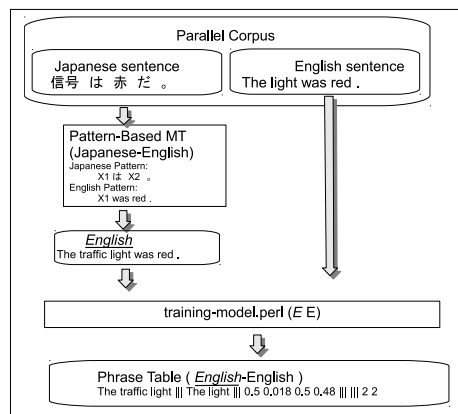 Parallel Corpus
Japanese sentence
信号 は 赤 だ 。
English sentence
The light was red .
Pattern-Based MT
(Japanese-English)
Japanese Pattern:
X1 は X2 。
English Pattern:
X1 was red .
English
The traffic light was red .
training-model.perl (E E)
Phrase Table ( English-English )
The traffic light ||| The light ||| 0.5 0.018 0.5 0.48 ||| ||| 2 2